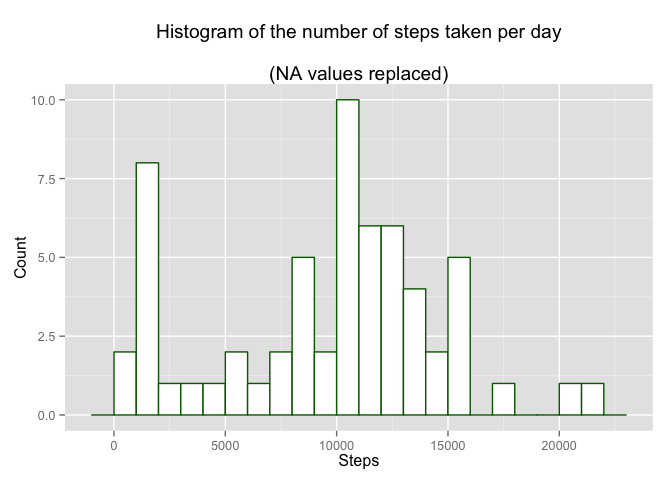 Histogram of the number of steps taken per day
(NA values replaced)
10.0
7.5
5.0
2.5
0.0
Count
0 5000 10000 15000 20000
Steps